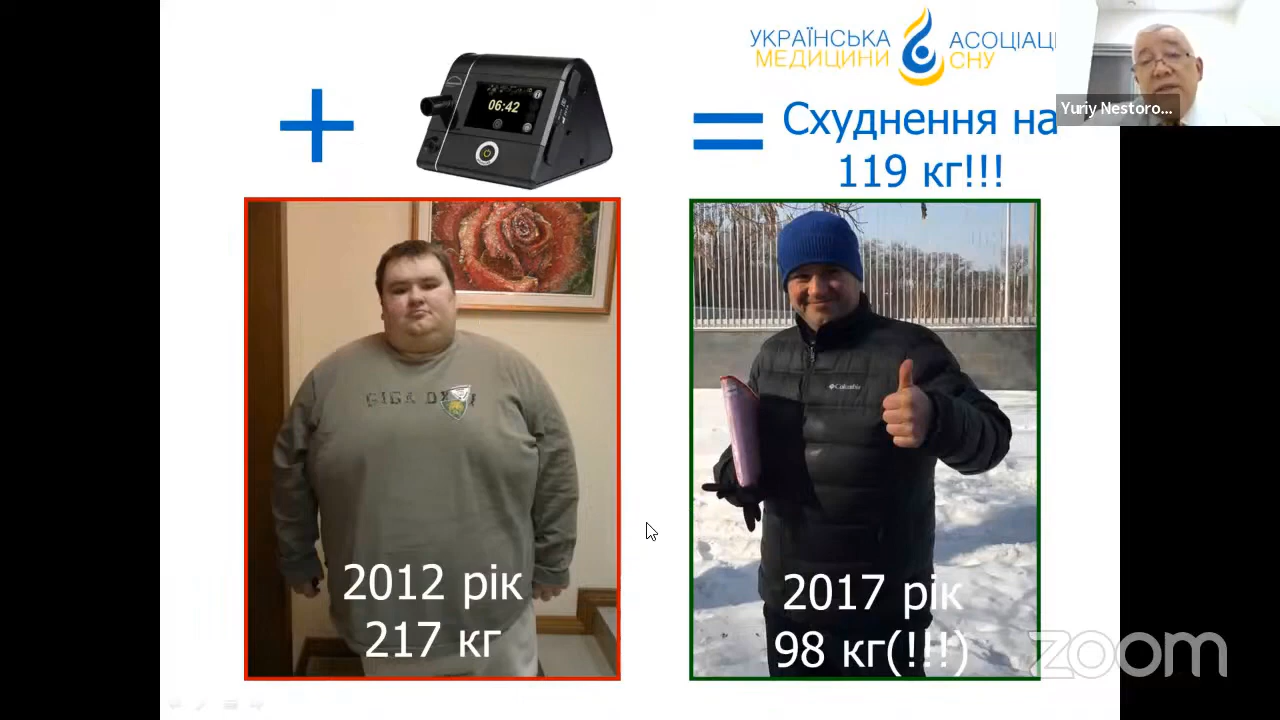 УКРАЇНСЬКА
МЕДИЦИНИ
АСОЦІАЦІ
СНУ
Yuriy Nestoro...
06:42
Схуднення на
119 кг!!!
Columbia
2012 рік
217 кг
2017 рік
98 кг(!!!)
zoom